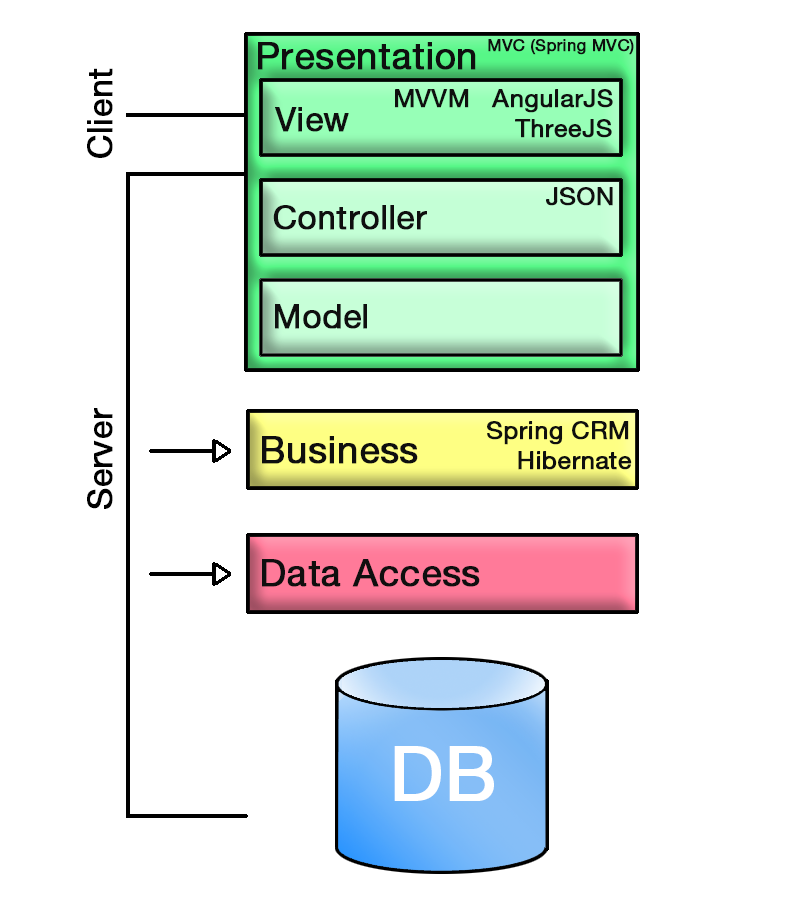 Presentation MVC (Spring MVC)
Client
View MVVM AngularJS
ThreeJS
Controller JSON
Model
Server
Business Spring CRM
Hibernate
Data Access
DB